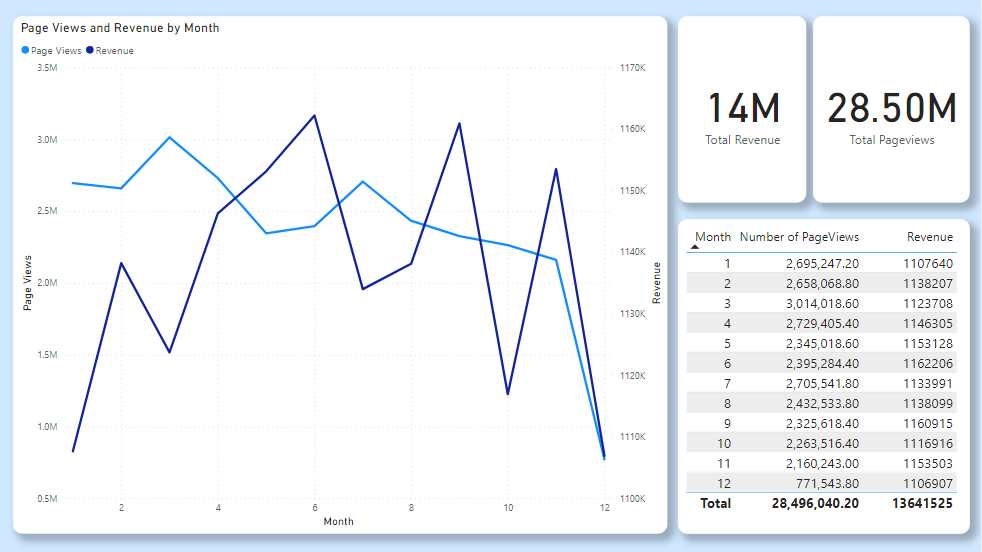 Page Views and Revenue by Month
Page Views Revenue
3.5M
3.0M
2.5M
2.0M
1.5M
1.0M
0.5M
Page Views
1170K
1160K
1150K
1140K
1130K
1120K
1110K
1100K
Revenue
2 4 6 8 10 12
Month
14M
Total Revenue
28.50M
Total Pageviews
Month Number of PageViews Revenue
1 2,695,247.20 1107640
2 2,658,068.80 1138207
3 3,014,018.60 1123708
4 2,729,405.40 1146305
5 2,345,018.60 1153128
6 2,395,284.40 1162206
7 2,705,541.80 1133991
8 2,432,533.80 1138099
9 2,325,618.40 1160915
10 2,263,516.40 1116916
11 2,160,243.00 1153503
12 771,543.80 1106907
Total 28,496,040.20 13641525